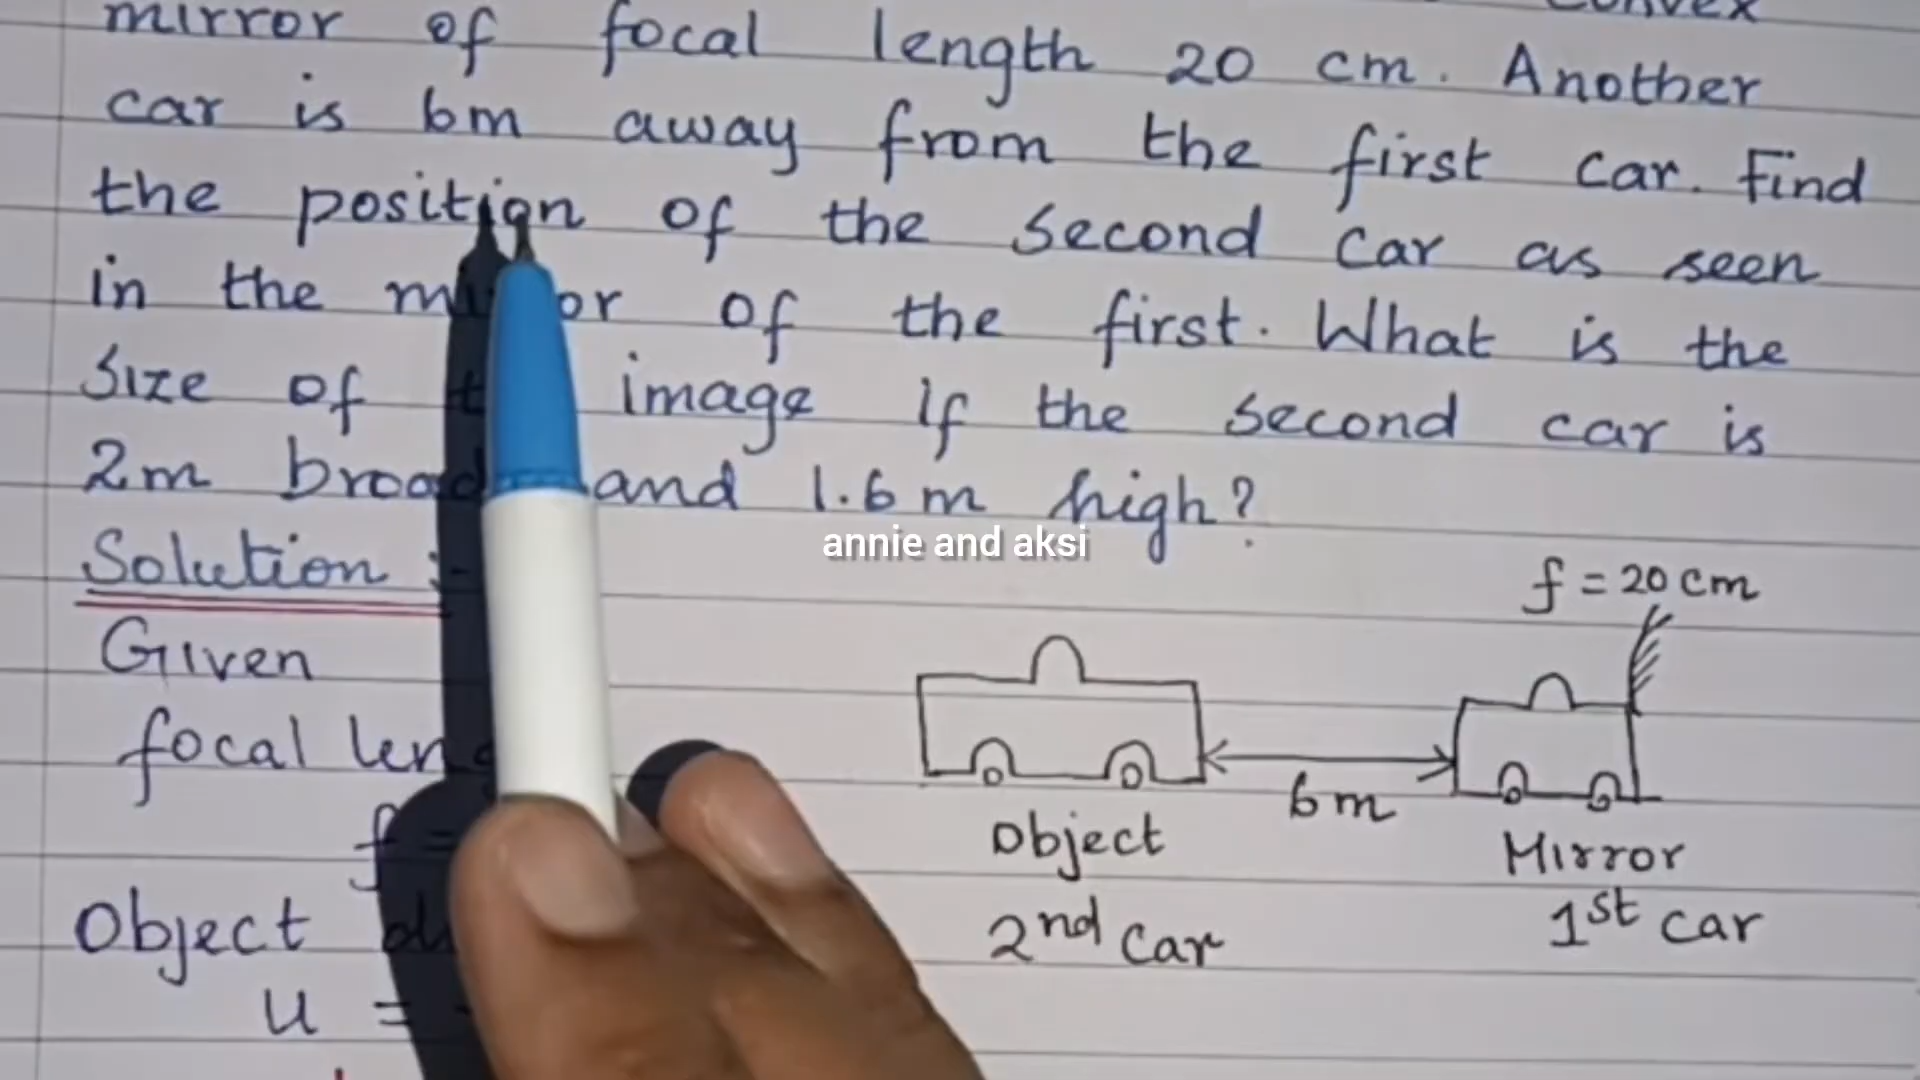 convex
mirror of focal length 20 cm. Another
car is 6m away from the first car. Find
the position of the second car as seen
in the of the first. What is the
size of image if the second car is
2m broad and 1.6m high?
annie and aksi
Solution :-
f = 20 cm
Given
focal
6 m
f =
Object
Mirror
Object
2nd car
1st car
u =